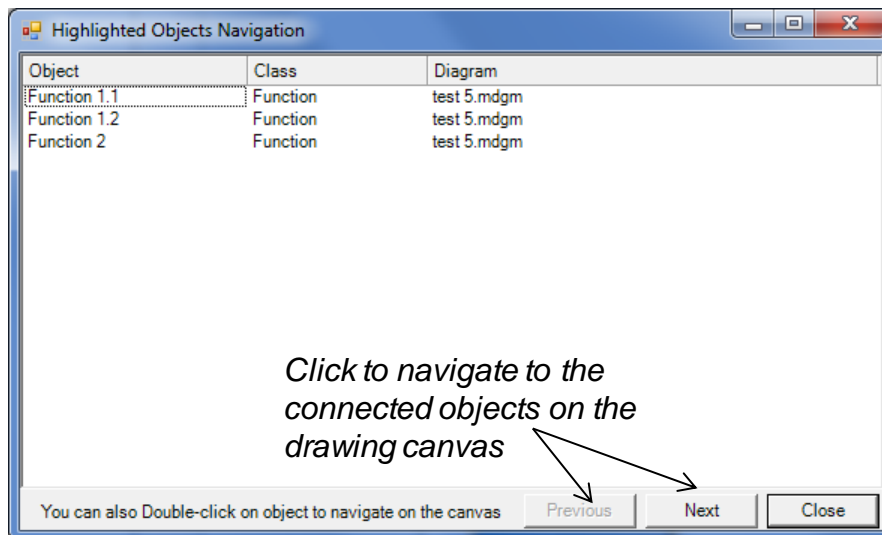 Highlighted Objects Navigation
Object Class Diagram
Function 1.1 Function test 5.mdgm
Function 1.2 Function test 5.mdgm
Function 2 Function test 5.mdgm
Click to navigate to the
connected objects on the
drawing canvas
You can also Double-click on object to navigate on the canvas Previous Next Close